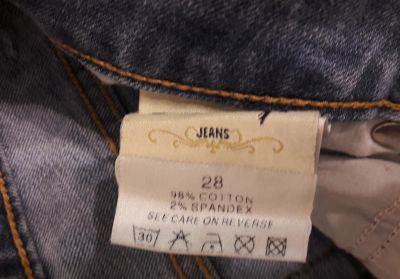 JEANS
28
98% COTTON
2% SPANDEX
SEE CARE ON REVERSE
30